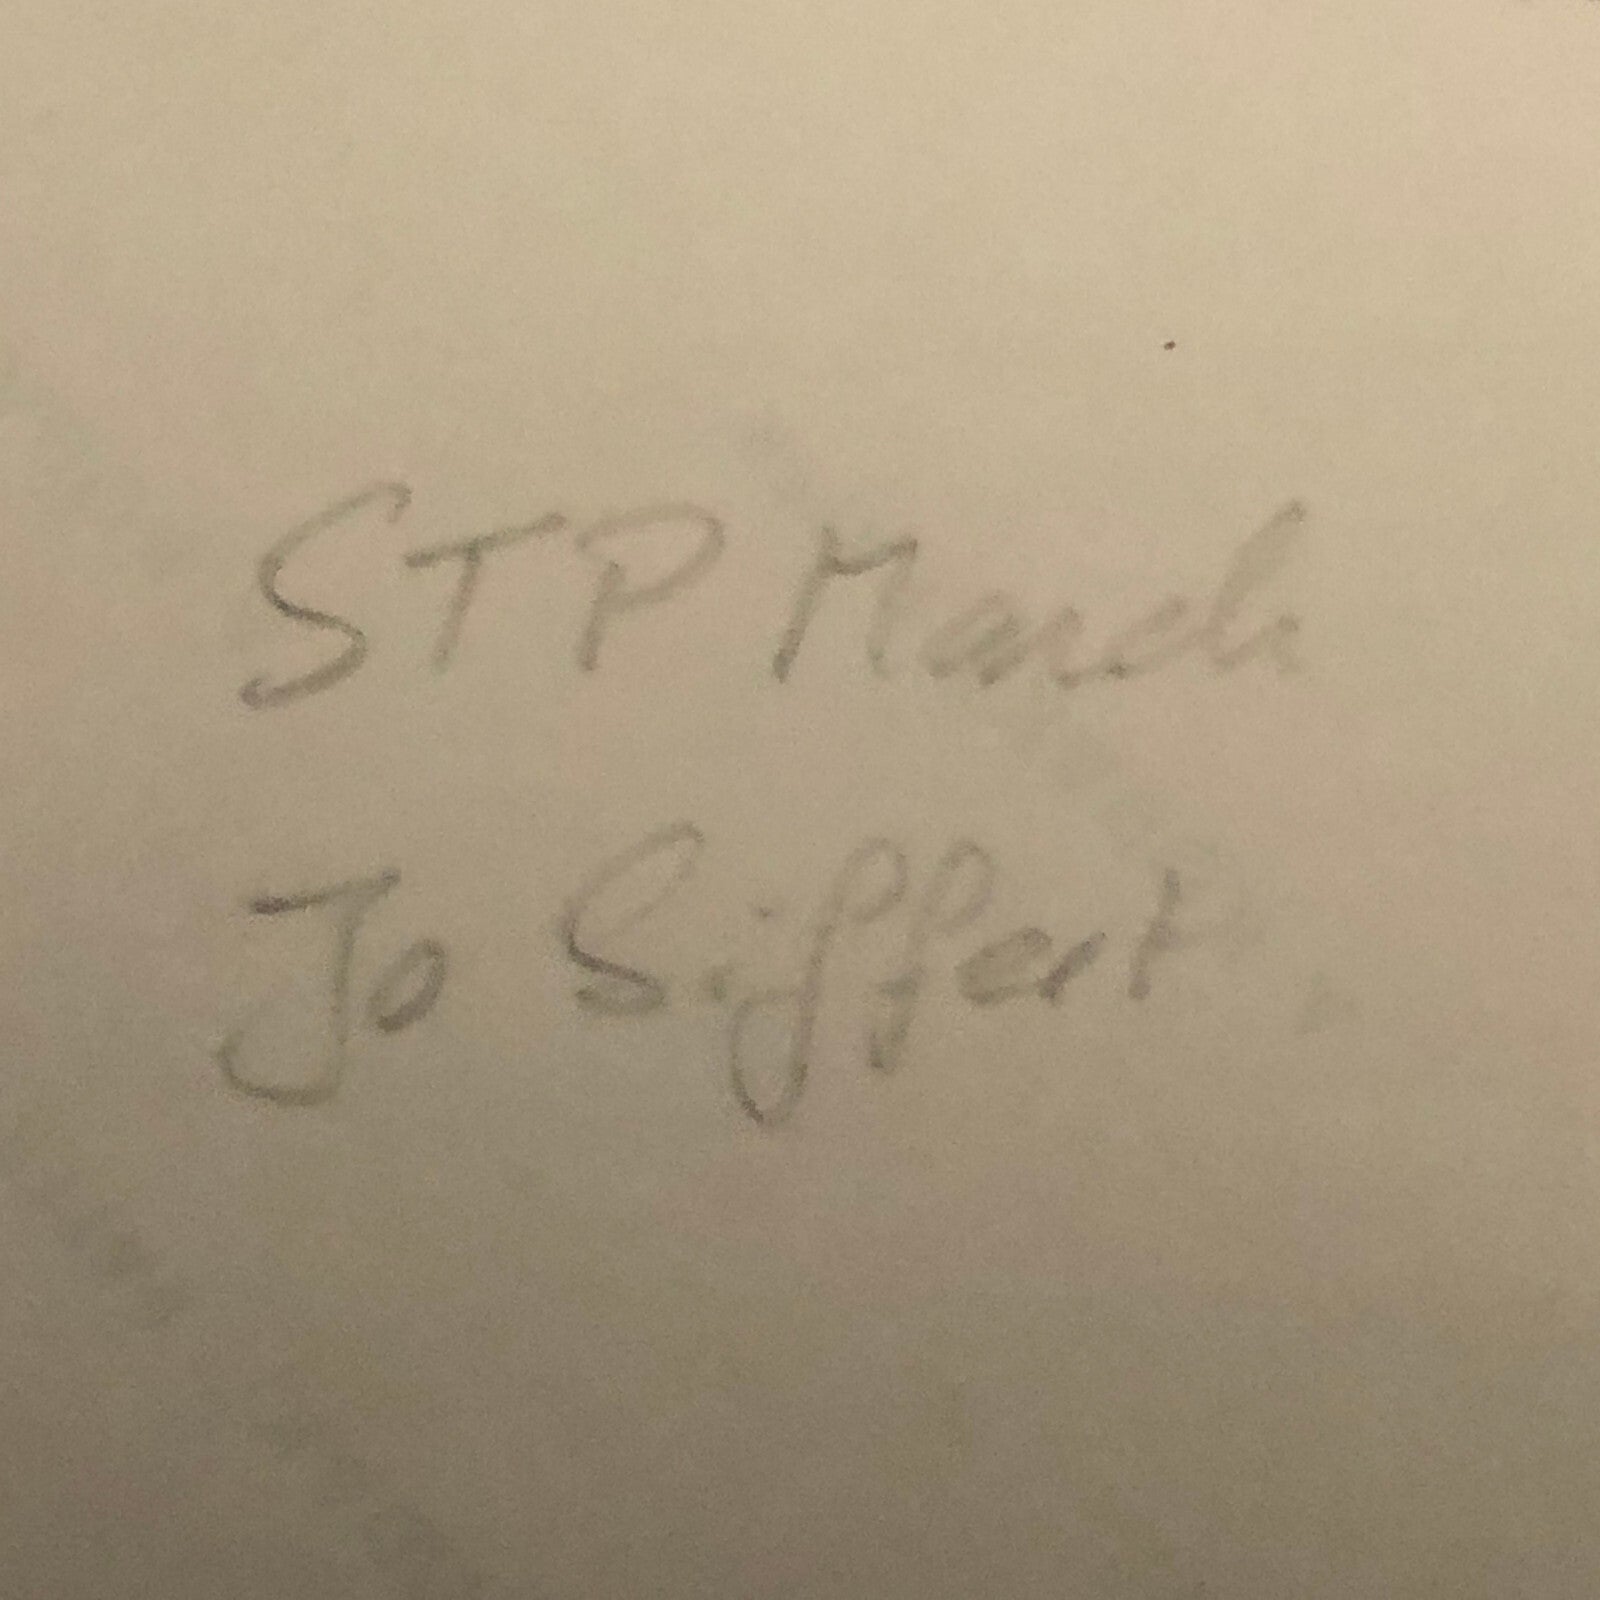 STP March
Jo Siffert